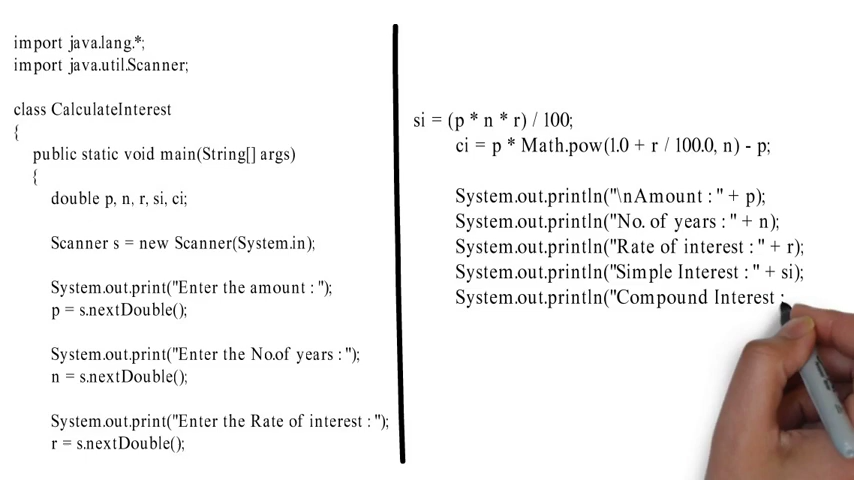 import java.lang.*;
import java.util.Scanner;
class CalculateInterest
{
public static void main(String[] args)
{
double p, n, r, si, ci;
Scanner s = new Scanner(System.in);
System.out.print("Enter the amount : ");
p = s.nextDouble();
System.out.print("Enter the No.of years : ");
n = s.nextDouble();
System.out.print("Enter the Rate of interest : ");
r = s.nextDouble();
si = (p * n * r) / 100;
ci = p * Math.pow(1.0 + r / 100.0, n) - p;
System.out.println("\nAmount : " + p);
System.out.println("No. of years : " + n);
System.out.println("Rate of interest : " + r);
System.out.println("Simple Interest : " + si);
System.out.println("Compound Interest :